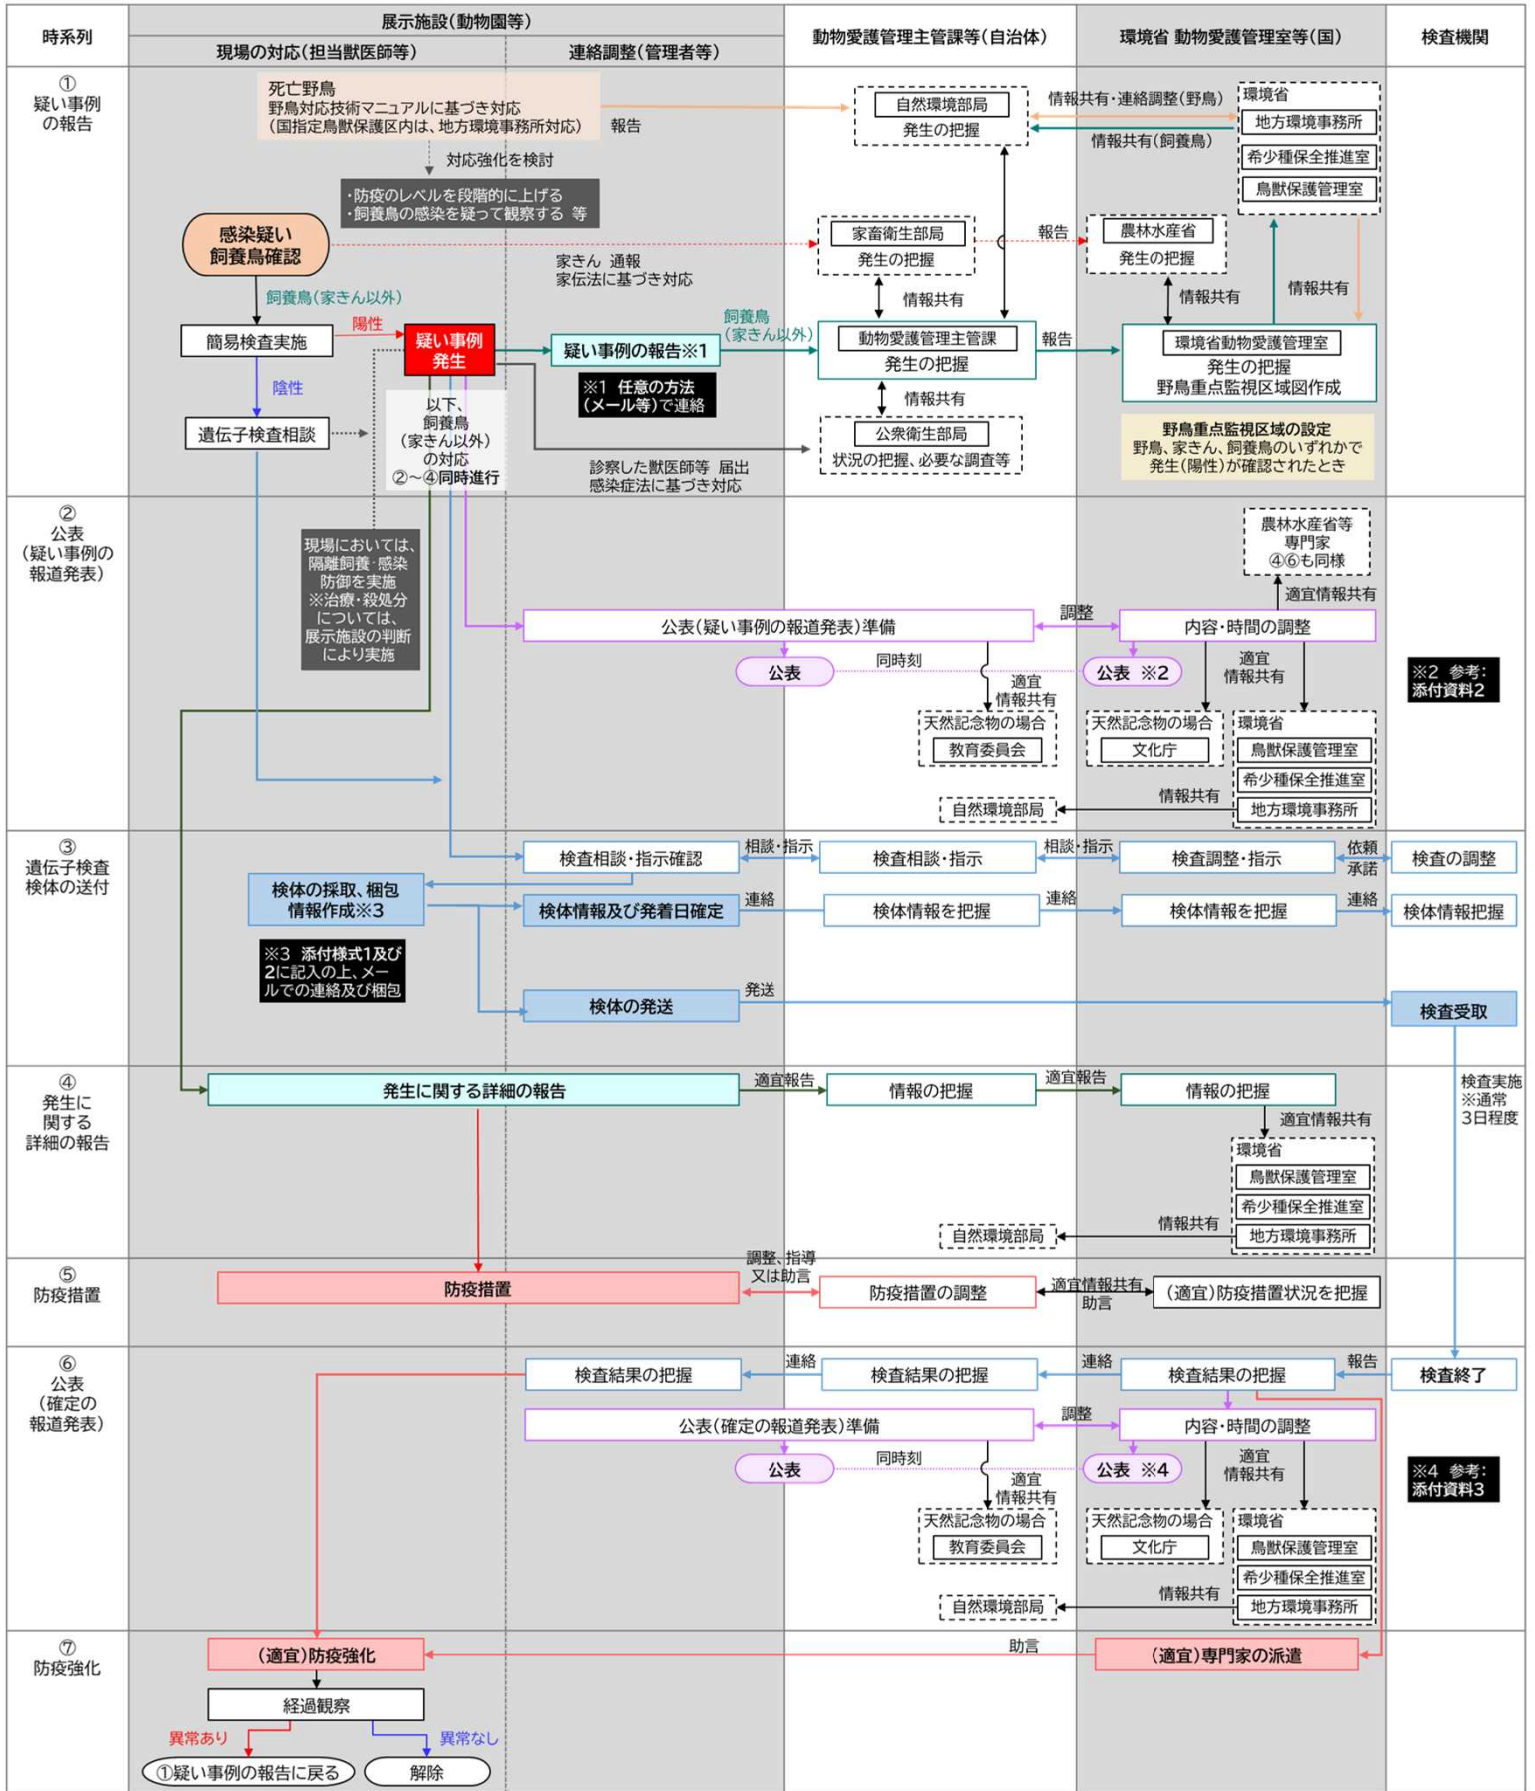 時系列
展示施設(動物園等)
現場の対応(担当獣医師等)
連絡調整(管理者等)
動物愛護管理主管課等(自治体)
環境省 動物愛護管理室等(国)
検査機関
①
疑い事例
の報告
死亡野鳥
野鳥対応技術マニュアルに基づき対応
(国指定鳥獣保護区内は、地方環境事務所対応)
報告
対応強化を検討
・防疫のレベルを段階的に上げる
・飼養鳥の感染を疑って観察する 等
自然環境部局
発生の把握
情報共有・連絡調整(野鳥)
情報共有(飼養鳥)
環境省
地方環境事務所
希少種保全推進室
鳥獣保護管理室
感染疑い
飼養鳥確認
家きん 通報
家伝法に基づき対応
家畜衛生部局
発生の把握
報告
農林水産省
発生の把握
情報共有
情報共有
情報共有
飼養鳥(家きん以外)
簡易検査実施
陽性
疑い事例
発生
疑い事例の報告※1
飼養鳥
(家きん以外)
動物愛護管理主管課
発生の把握
報告
環境省動物愛護管理室
発生の把握
野鳥重点監視区域図作成
※1 任意の方法
(メール等)で連絡
陰性
遺伝子検査相談
以下、
飼養鳥
(家きん以外)
の対応
②~④同時進行
情報共有
公衆衛生部局
状況の把握、必要な調査等
診察した獣医師等 届出
感染症法に基づき対応
野鳥重点監視区域の設定
野鳥、家きん、飼養鳥のいずれかで
発生(陽性)が確認されたとき
②
公表
(疑い事例の
報道発表)
現場においては、
隔離飼養・感染
防御を実施
※治療・殺処分
については、
展示施設の判断
により実施
農林水産省等
専門家
④⑥も同様
適宜情報共有
公表(疑い事例の報道発表)準備
調整
内容・時間の調整
公表
同時刻
公表 ※2
適宜
情報共有
適宜
情報共有
※2 参考:
添付資料2
天然記念物の場合
教育委員会
天然記念物の場合
文化庁
環境省
鳥獣保護管理室
希少種保全推進室
地方環境事務所
情報共有
自然環境部局
③
遺伝子検査
検体の送付
検査相談・指示確認
相談・指示
検査相談・指示
相談・指示
検査調整・指示
依頼
承諾
検査の調整
検体の採取、梱包
情報作成※3
検体情報及び発着日確定
連絡
検体情報を把握
連絡
検体情報を把握
連絡
検体情報把握
※3 添付様式1及び
2に記入の上、メー
ルでの連絡及び梱包
検体の発送
発送
検査受取
④
発生に
関する
詳細の報告
発生に関する詳細の報告
適宜報告
情報の把握
適宜報告
情報の把握
検査実施
※通常
3日程度
適宜情報共有
環境省
鳥獣保護管理室
希少種保全推進室
地方環境事務所
情報共有
自然環境部局
⑤
防疫措置
防疫措置
調整、指導
又は助言
防疫措置の調整
適宜情報共有
助言
(適宜)防疫措置状況を把握
⑥
公表
(確定の
報道発表)
検査結果の把握
連絡
検査結果の把握
連絡
検査結果の把握
報告
検査終了
公表(確定の報道発表)準備
調整
内容・時間の調整
公表
同時刻
公表 ※4
適宜
情報共有
適宜
情報共有
※4 参考:
添付資料3
天然記念物の場合
教育委員会
天然記念物の場合
文化庁
環境省
鳥獣保護管理室
希少種保全推進室
地方環境事務所
情報共有
自然環境部局
⑦
防疫強化
(適宜)防疫強化
助言
(適宜)専門家の派遣
経過観察
異常あり
異常なし
①疑い事例の報告に戻る
解除